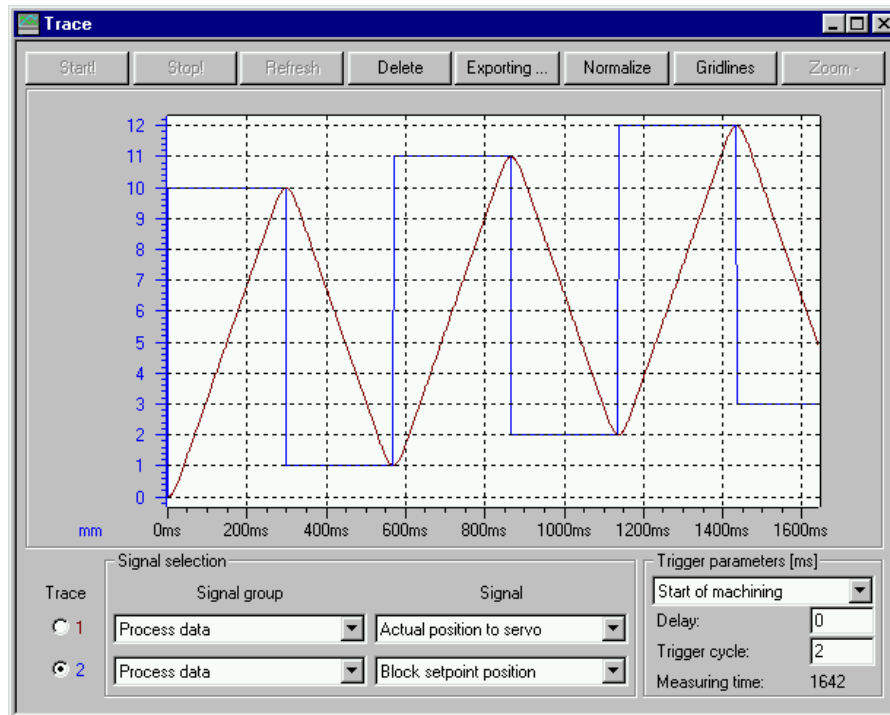 Trace
Start! Stop! Refresh Delete Exporting ... Normalize Gridlines Zoom -
12
11
10
9
8
7
6
5
4
3
2
1
0
mm 0ms 200ms 400ms 600ms 800ms 1000ms 1200ms 1400ms 1600ms
Signal selection
Trace Signal group Signal
1 Process data Actual position to servo
2 Process data Block setpoint position
Trigger parameters [ms]
Start of machining
Delay: 0
Trigger cycle: 2
Measuring time: 1642